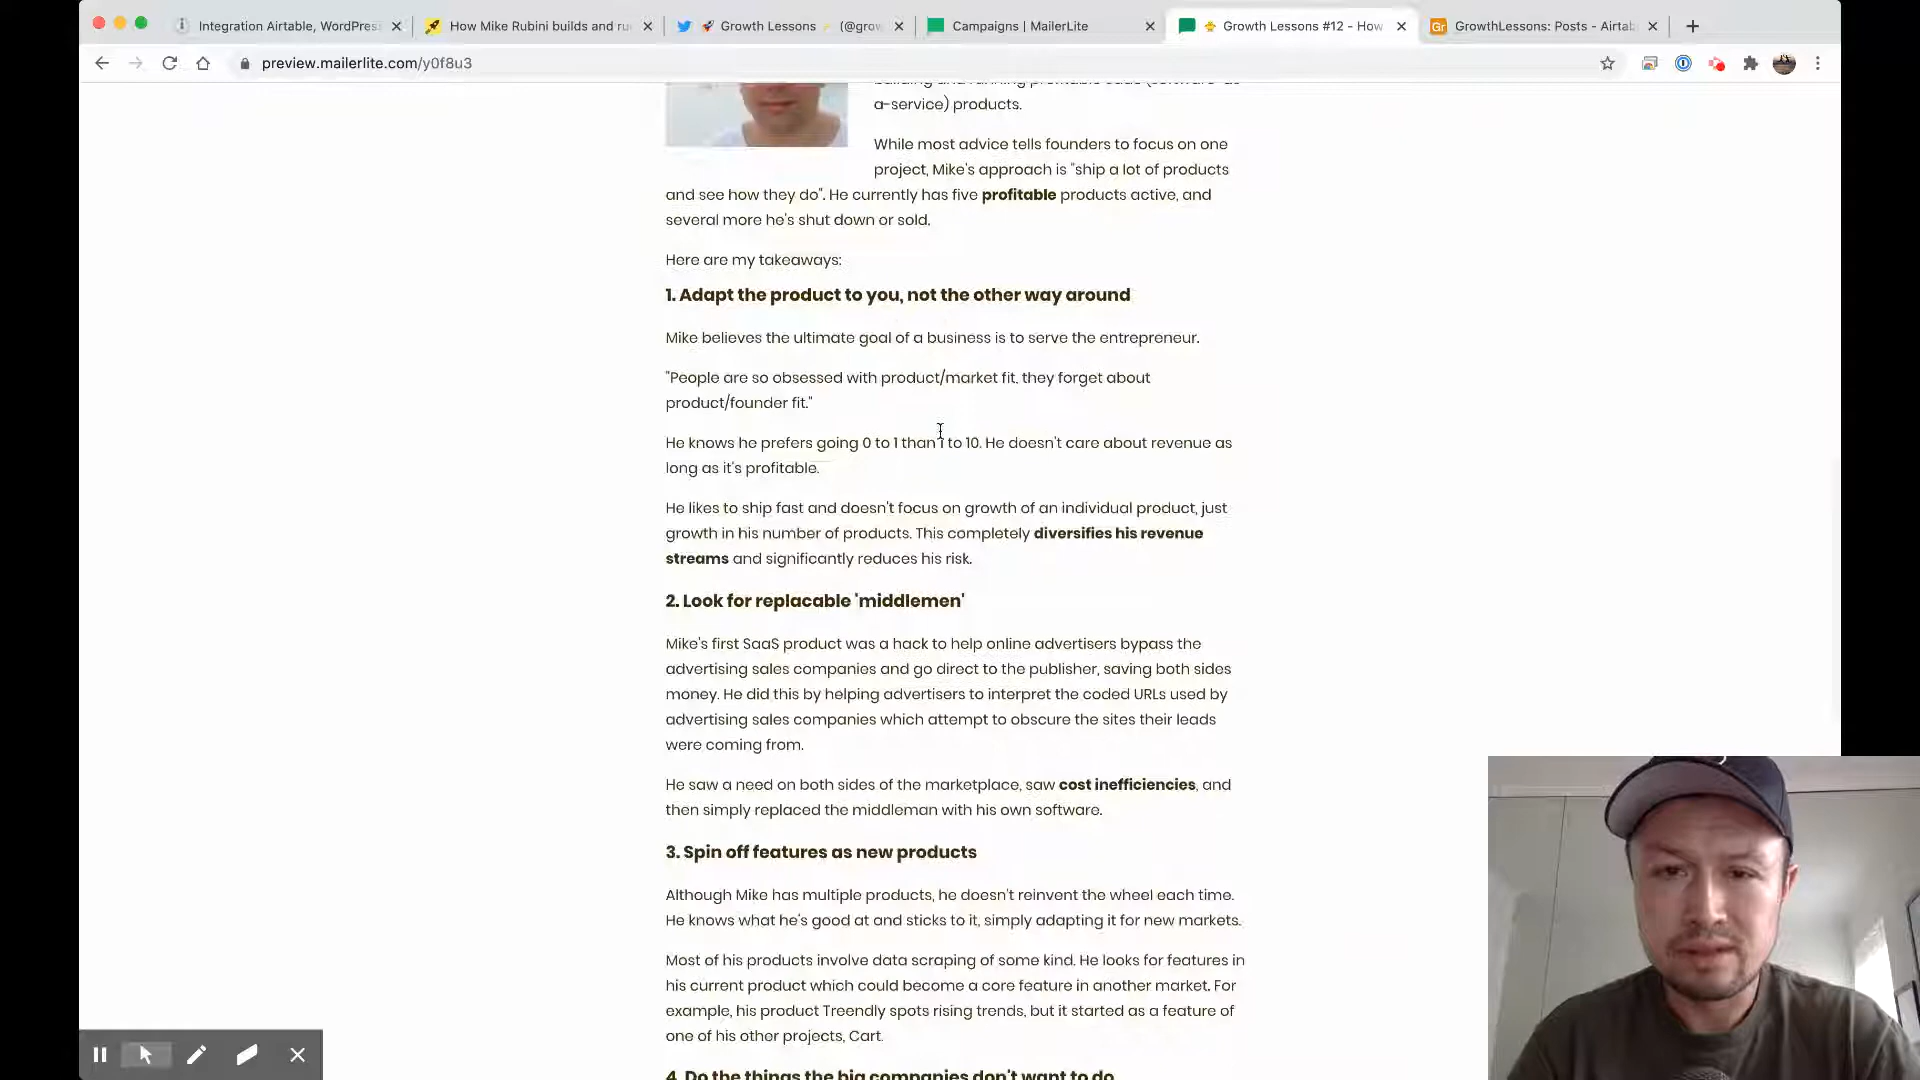 Integration Airtable, WordPres
How Mike Rubini builds and ru
Growth Lessons (@grow
Campaigns | MailerLite
Growth Lessons #12 - How
Gr GrowthLessons: Posts - Airtab
preview.mailerlite.com/y0f8u3
building and running profitable SaaS (software-as-
a-service) products.
While most advice tells founders to focus on one
project, Mike's approach is "ship a lot of products
and see how they do". He currently has five profitable products active, and
several more he's shut down or sold.
Here are my takeaways:
1. Adapt the product to you, not the other way around
Mike believes the ultimate goal of a business is to serve the entrepreneur.
"People are so obsessed with product/market fit, they forget about
product/founder fit."
He knows he prefers going 0 to 1 than 1 to 10. He doesn't care about revenue as
long as it's profitable.
He likes to ship fast and doesn't focus on growth of an individual product, just
growth in his number of products. This completely diversifies his revenue
streams and significantly reduces his risk.
2. Look for replacable 'middlemen'
Mike's first SaaS product was a hack to help online advertisers bypass the
advertising sales companies and go direct to the publisher, saving both sides
money. He did this by helping advertisers to interpret the coded URLs used by
advertising sales companies which attempt to obscure the sites their leads
were coming from.
He saw a need on both sides of the marketplace, saw cost inefficiencies, and
then simply replaced the middleman with his own software.
3. Spin off features as new products
Although Mike has multiple products, he doesn't reinvent the wheel each time.
He knows what he's good at and sticks to it, simply adapting it for new markets.
Most of his products involve data scraping of some kind. He looks for features in
his current product which could become a core feature in another market. For
example, his product Treendly spots rising trends, but it started as a feature of
one of his other projects, Cart.
4. Do the things the big companies don't want to do